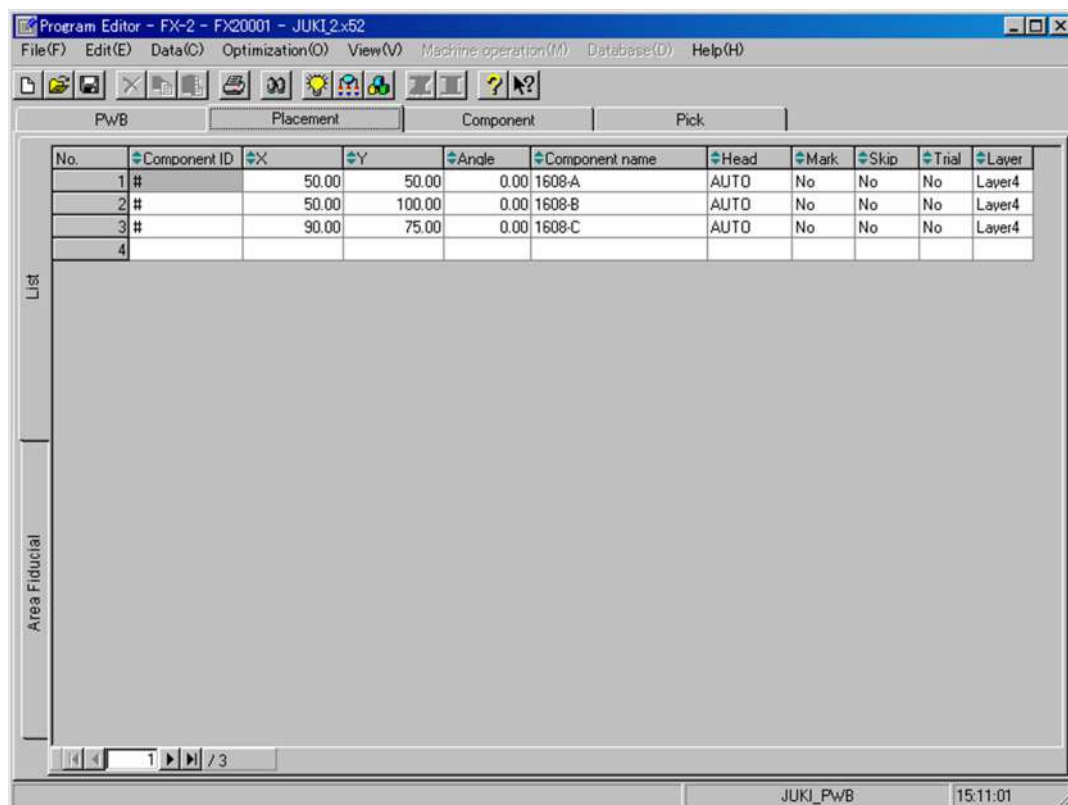 Program Editor - FX-2 - FX20001 - JUKI_2.x52
File(F) Edit(E) Data(C) Optimization(O) View(V) Machine operation(M) Database(D) Help(H)
PWB Placement Component Pick
No. Component ID X Y Angle Component name Head Mark Skip Trial Layer
1 # 50.00 50.00 0.00 1608-A AUTO No No No Layer4
2 # 50.00 100.00 0.00 1608-B AUTO No No No Layer4
3 # 90.00 75.00 0.00 1608-C AUTO No No No Layer4
4
List
Area Fiducial
1 / 3
JUKI_PWB 15:11:01